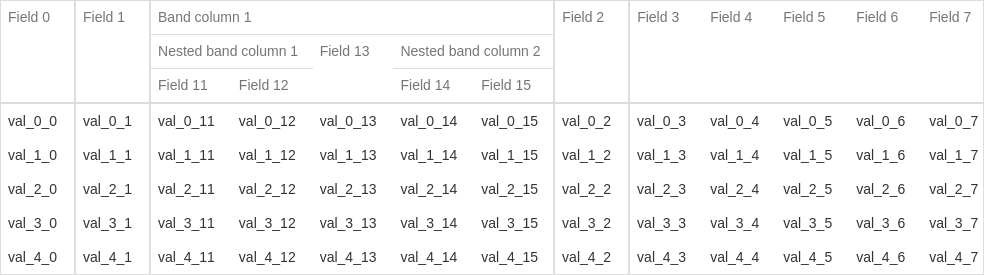 Field 0 Field 1 Band column 1 Field 2 Field 3 Field 4 Field 5 Field 6 Field 7
Nested band column 1 Field 13 Nested band column 2
Field 11 Field 12 Field 14 Field 15
val_0_0 val_0_1 val_0_11 val_0_12 val_0_13 val_0_14 val_0_15 val_0_2 val_0_3 val_0_4 val_0_5 val_0_6 val_0_7
val_1_0 val_1_1 val_1_11 val_1_12 val_1_13 val_1_14 val_1_15 val_1_2 val_1_3 val_1_4 val_1_5 val_1_6 val_1_7
val_2_0 val_2_1 val_2_11 val_2_12 val_2_13 val_2_14 val_2_15 val_2_2 val_2_3 val_2_4 val_2_5 val_2_6 val_2_7
val_3_0 val_3_1 val_3_11 val_3_12 val_3_13 val_3_14 val_3_15 val_3_2 val_3_3 val_3_4 val_3_5 val_3_6 val_3_7
val_4_0 val_4_1 val_4_11 val_4_12 val_4_13 val_4_14 val_4_15 val_4_2 val_4_3 val_4_4 val_4_5 val_4_6 val_4_7